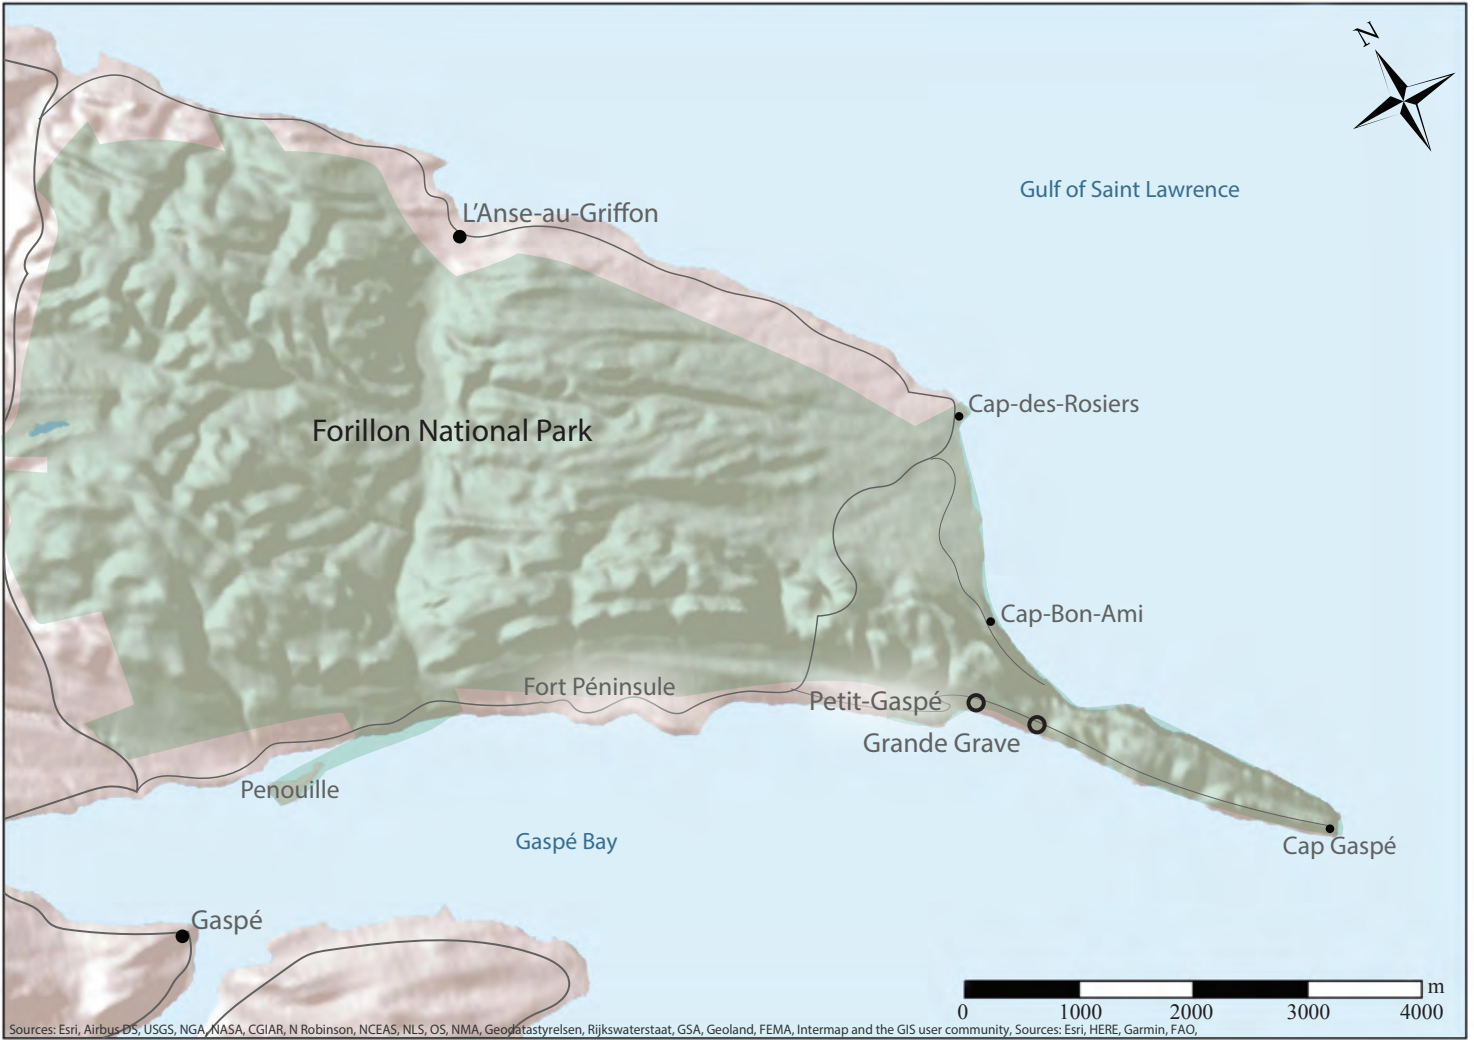 N
Gulf of Saint Lawrence
L'Anse-au-Griffon
Cap-des-Rosiers
Forillon National Park
Cap-Bon-Ami
Fort Péninsule
Petit-Gaspé
Grande Grave
Penouille
Gaspé Bay
Cap Gaspé
Gaspé
m
0 1000 2000 3000 4000
Sources: Esri, Airbus DS, USGS, NGA, NASA, CGIAR, N Robinson, NCEAS, NLS, OS, NMA, Geodatastyrelsen, Rijkswaterstaat, GSA, Geoland, FEMA, Intermap and the GIS user community, Sources: Esri, HERE, Garmin, FAO,